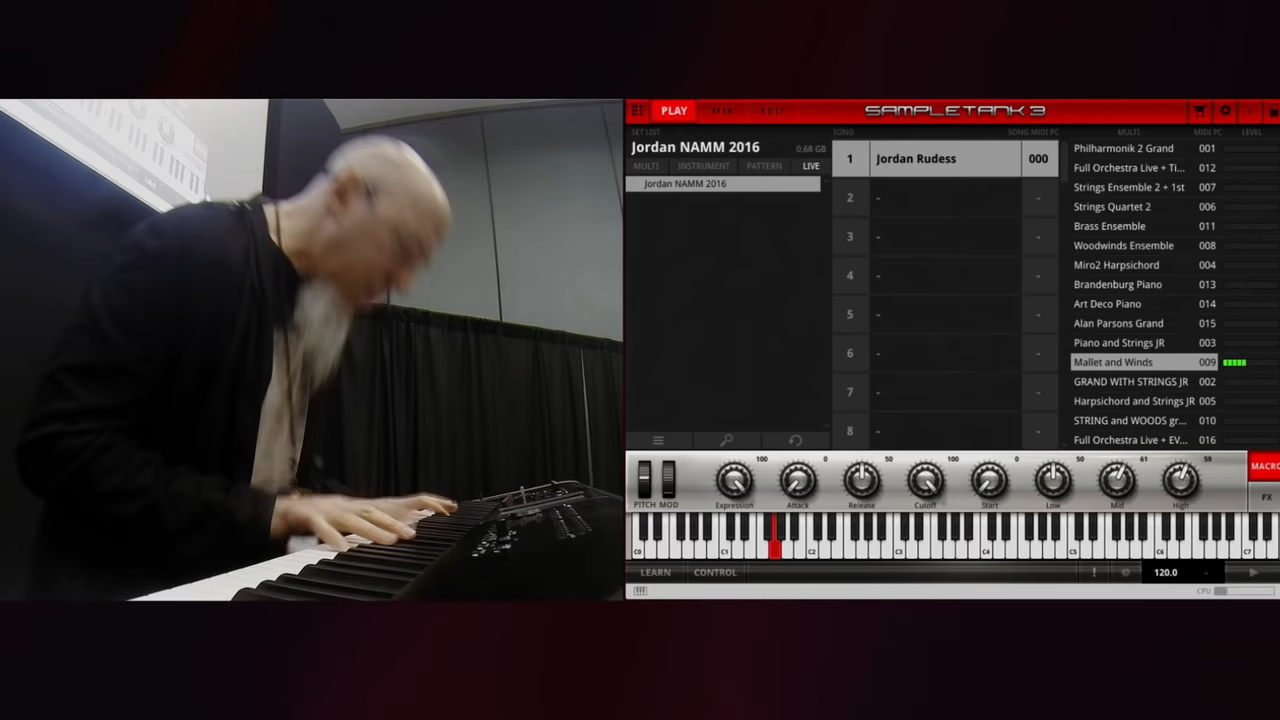 PLAY MIX EDIT SAMPLETANK 3
SET LIST SONG SONG MIDI PC MULTI MIDI PC LEVEL
Jordan NAMM 2016 0.68 GB
MULTI INSTRUMENT PATTERN LIVE
Jordan NAMM 2016
1 Jordan Rudess 000
2 - -
3 - -
4 - -
5 - -
6 - -
7 - -
8 - -
Philharmonik 2 Grand 001
Full Orchestra Live + Ti... 012
Strings Ensemble 2 + 1st 007
Strings Quartet 2 006
Brass Ensemble 011
Woodwinds Ensemble 008
Miro2 Harpsichord 004
Brandenburg Piano 013
Art Deco Piano 014
Alan Parsons Grand 015
Piano and Strings JR 003
Mallet and Winds 009
GRAND WITH STRINGS JR 002
Harpsichord and Strings JR 005
STRING and WOODS gr... 010
Full Orchestra Live + EV... 016
100 0 50 100 0 50 61 59
MACRO
FX
PITCH MOD Expression Attack Release Cutoff Start Low Mid High
C0 C1 C2 C3 C4 C5 C6 C7
LEARN CONTROL ! 120.0 -
CPU